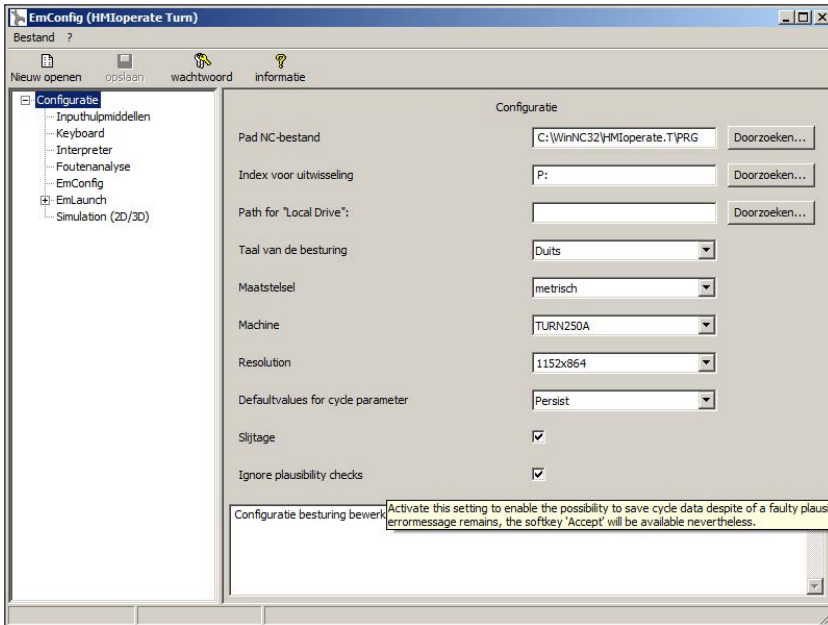 EmConfig (HMIoperate Turn)
Bestand ?
Nieuw openen opslaan wachtwoord informatie
Configuratie
Inputhulpmiddellen
Keyboard
Interpreter
Foutenanalyse
EmConfig
EmLaunch
Simulation (2D/3D)
Configuratie
Pad NC-bestand C:\WinNC32\HMIoperate.T\PRG Doorzoeken...
Index voor uitwisseling P: Doorzoeken...
Path for "Local Drive": Doorzoeken...
Taal van de besturing Duits
Maatstelsel metrisch
Machine TURN250A
Resolution 1152x864
Defaultvalues for cycle parameter Persist
Slijtage
Ignore plausibility checks
Configuratie besturing bewerk
Activate this setting to enable the possibility to save cycle data despite of a faulty plausi
errormessage remains, the softkey 'Accept' will be available nevertheless.